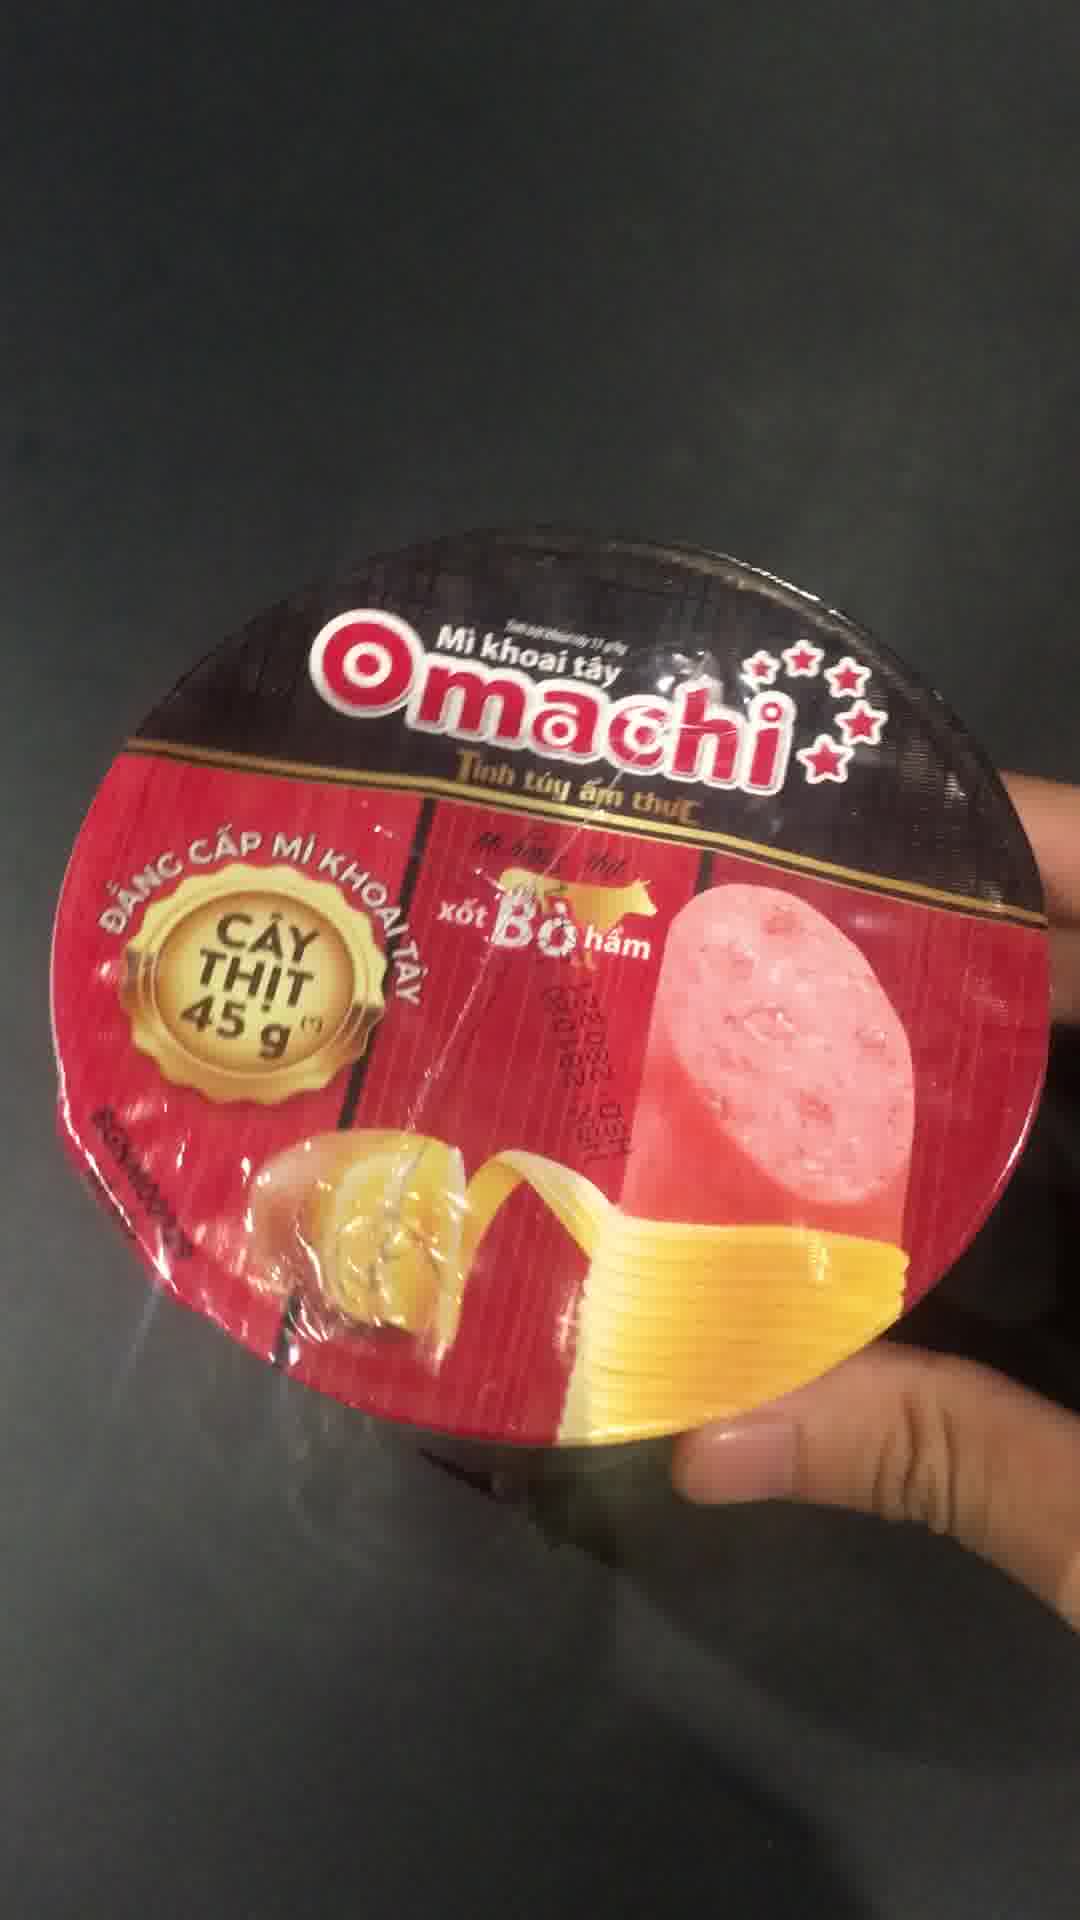 Mì khoai tây
Omachi
Tinh túy ẩm thực
ĐẲNG CẤP MÌ KHOAI TÂY
CÂY
THỊT
45 g (*)
xốt Bò hầm